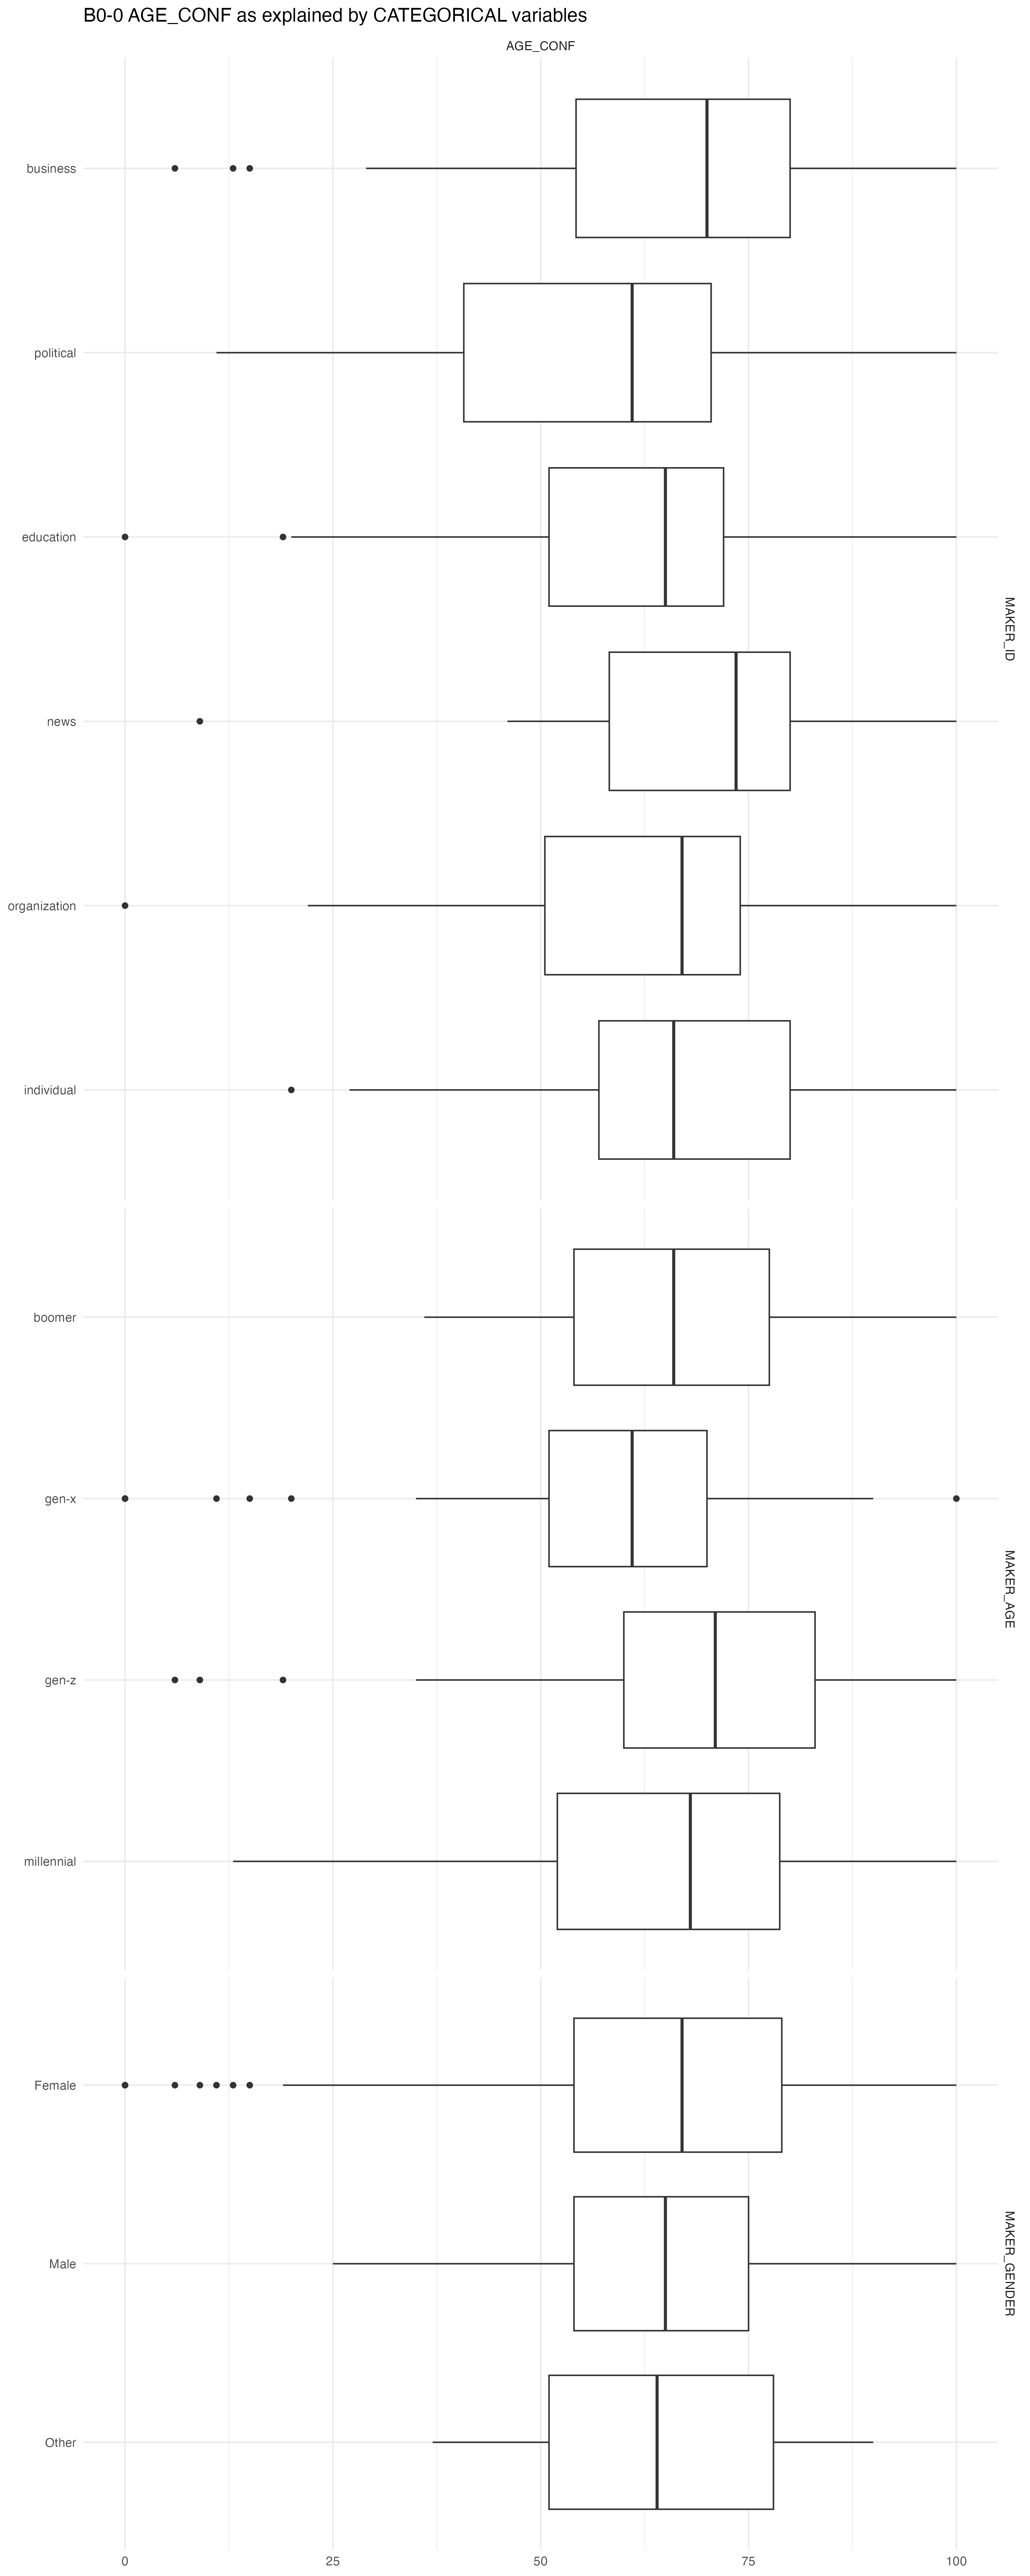 B0-0 AGE_CONF as explained by CATEGORICAL variables
AGE_CONF
business
political
education
news
organization
individual
MAKER_ID
boomer
gen-x
gen-z
millennial
MAKER_AGE
Female
Male
Other
MAKER_GENDER
0 25 50 75 100